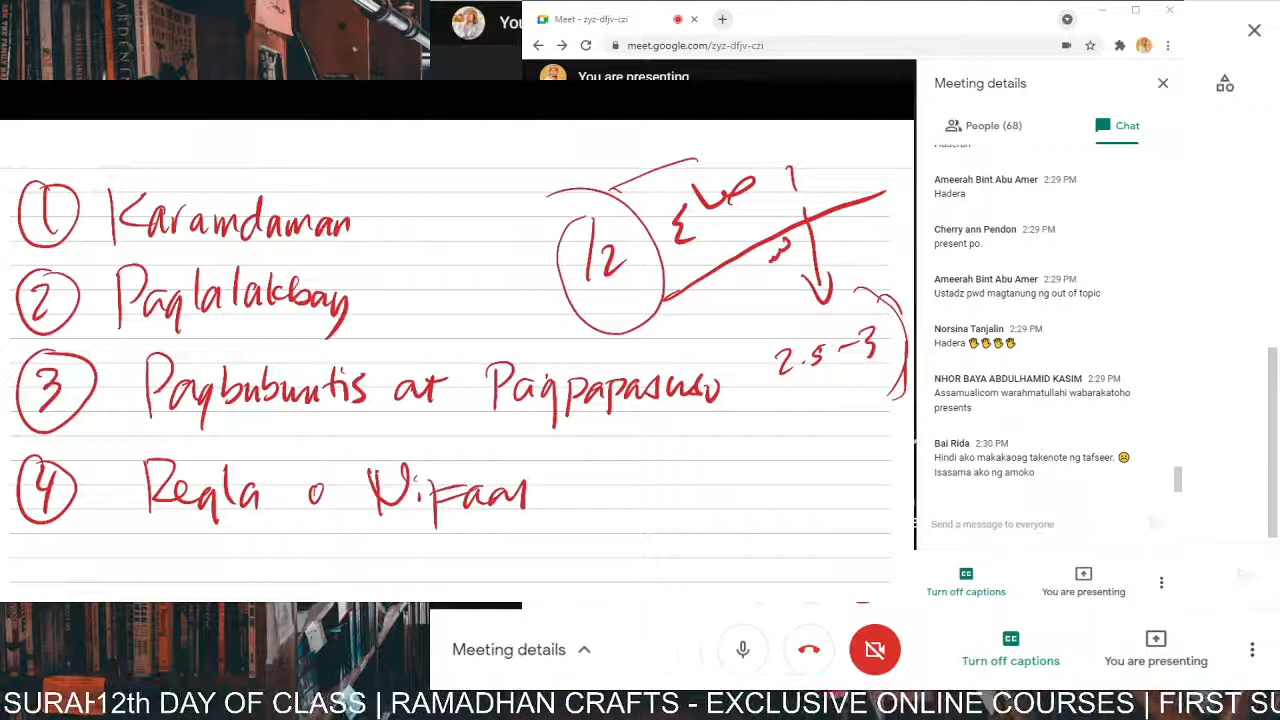 You
Meet - zyz-dfjv-czi
meet.google.com/zyz-dfjv-czi
You are presenting
Meeting details
People (68)
Chat
Ameerah Bint Abu Amer 2:29 PM
Hadera
Cherry ann Pendon 2:29 PM
present po.
Ameerah Bint Abu Amer 2:29 PM
Ustadz pwd magtanung ng out of topic
Norsina Tanjalin 2:29 PM
Hadera 🖐🖐🖐🖐
NHOR BAYA ABDULHAMID KASIM 2:29 PM
Assamualicom warahmatullahi wabarakatoho
presents
Bai Rida 2:30 PM
Hindi ako makakaoag takenote ng tafseer. ☹
Isasama ako ng amoko
Send a message to everyone
Turn off captions
You are presenting
1 Karamdaman
2 Paglalakbay
3 Pagbubuntis at Pagpapasuso
4 Regla o Nifaas
12
2.5 - 3
Meeting details
Turn off captions
You are presenting
SURAH-12th DAY OF CLASS | RAMADHAN CRAFTS - EXCLUSIVE ONLINE COURSES | FIRST SU